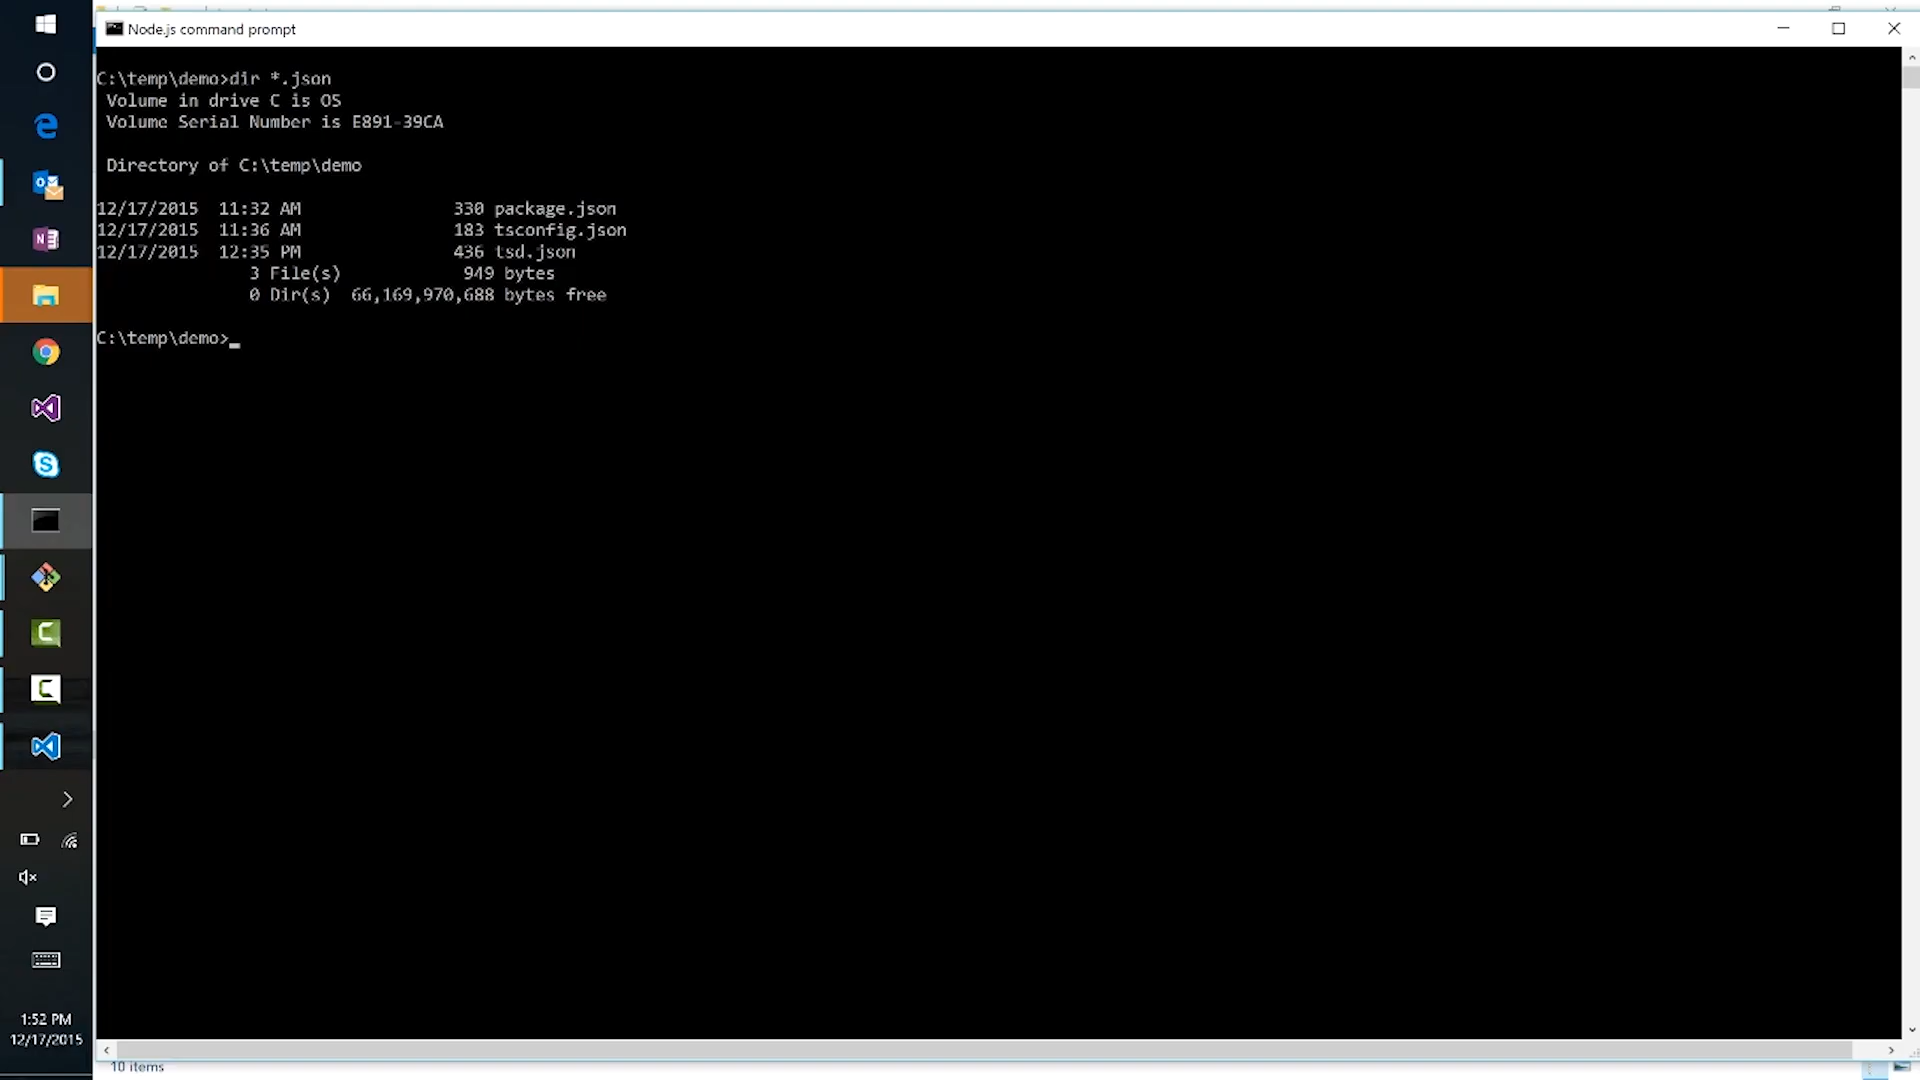 Node.js command prompt
C:\temp\demo>dir *.json
Volume in drive C is OS
Volume Serial Number is E891-39CA
Directory of C:\temp\demo
12/17/2015  11:32 AM               330 package.json
12/17/2015  11:36 AM               183 tsconfig.json
12/17/2015  12:35 PM               436 tsd.json
3 File(s)            949 bytes
0 Dir(s)  66,169,970,688 bytes free
C:\temp\demo>
1:52 PM
12/17/2015
10 items